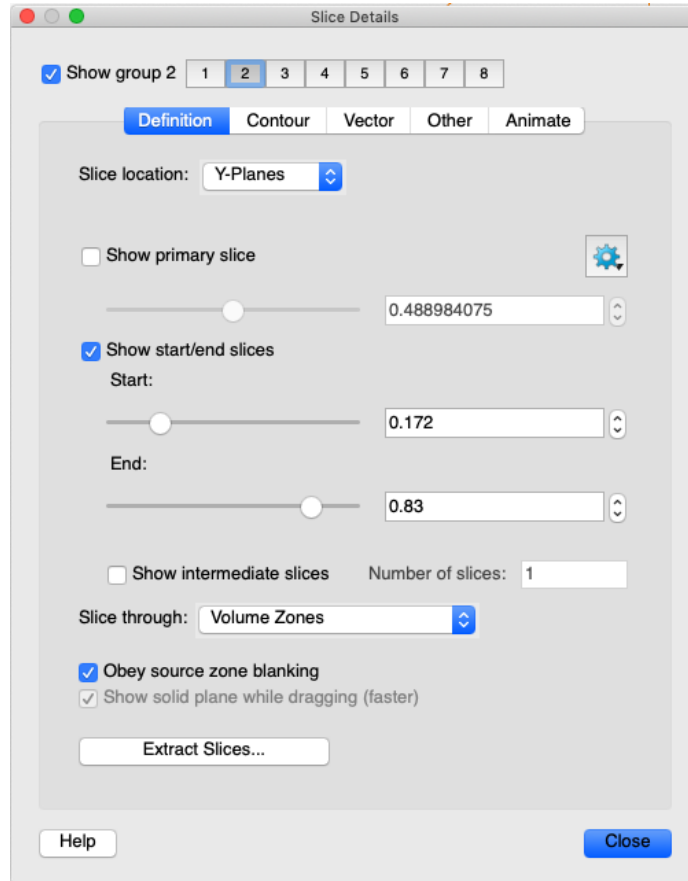 Slice Details
Show group 2 1 2 3 4 5 6 7 8
Definition Contour Vector Other Animate
Slice location: Y-Planes
Show primary slice
0.488984075
Show start/end slices
Start:
0.172
End:
0.83
Show intermediate slices Number of slices: 1
Slice through: Volume Zones
Obey source zone blanking
Show solid plane while dragging (faster)
Extract Slices...
Help Close